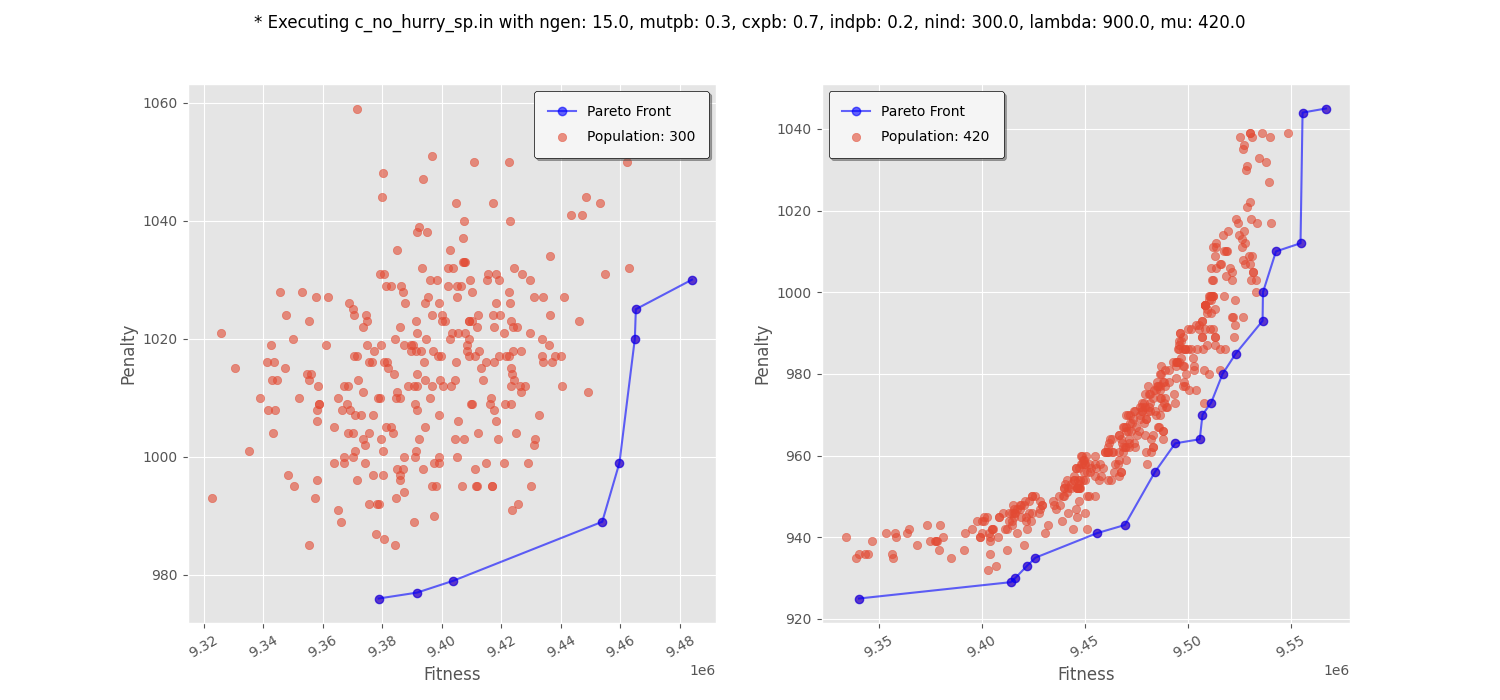 * Executing c_no_hurry_sp.in with ngen: 15.0, mutpb: 0.3, cxpb: 0.7, indpb: 0.2, nind: 300.0, lambda: 900.0, mu: 420.0
Pareto Front
Population: 300
1060
1040
1020
1000
980
Penalty
9.32
9.34
9.36
9.38
9.40
9.42
9.44
9.46
9.48
1e6
Fitness
Pareto Front
Population: 420
1040
1020
1000
980
960
940
920
Penalty
9.35
9.40
9.45
9.50
9.55
1e6
Fitness